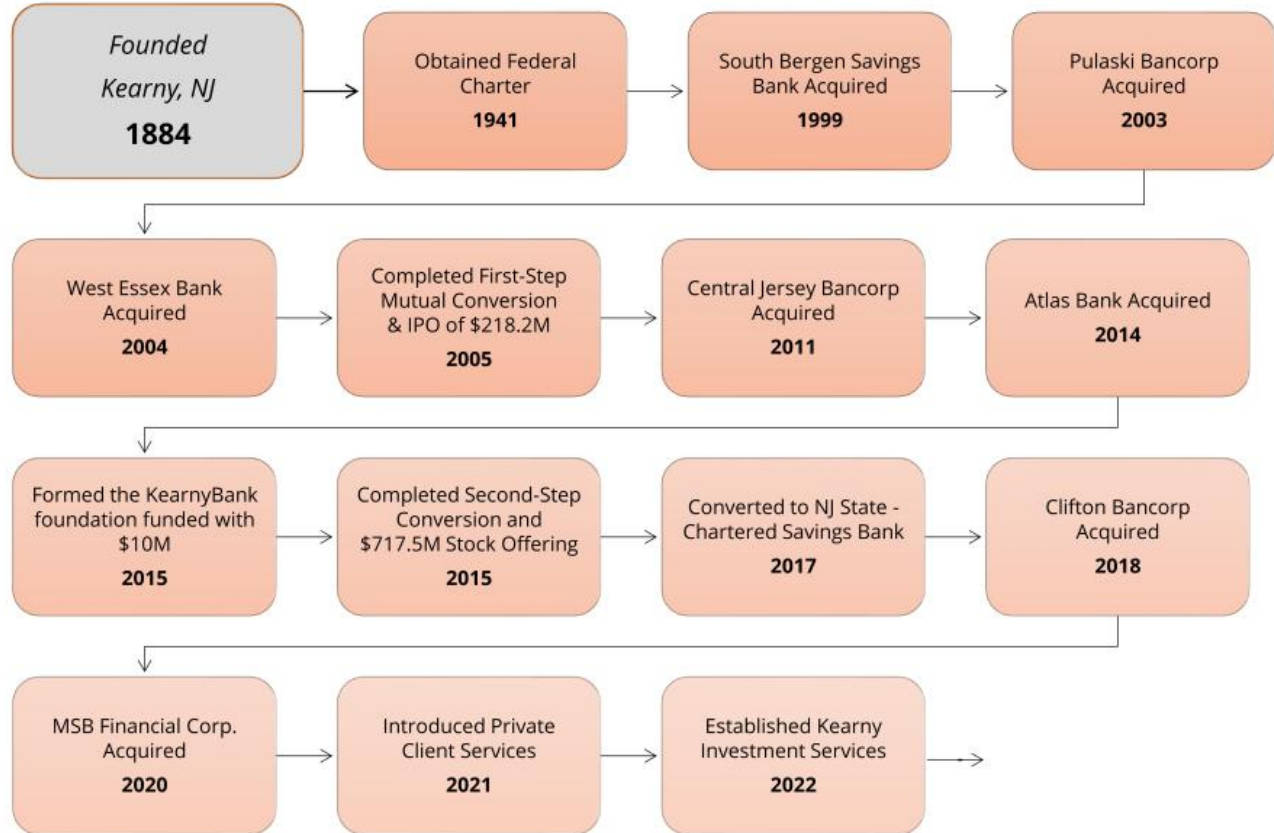 Founded
Kearny, NJ
1884
Obtained Federal
Charter
1941
South Bergen Savings
Bank Acquired
1999
Pulaski Bancorp
Acquired
2003
West Essex Bank
Acquired
2004
Completed First-Step
Mutual Conversion
& IPO of $218.2M
2005
Central Jersey Bancorp
Acquired
2011
Atlas Bank Acquired
2014
Formed the KearnyBank
foundation funded with
$10M
2015
Completed Second-Step
Conversion and
$717.5M Stock Offering
2015
Converted to NJ State -
Chartered Savings Bank
2017
Clifton Bancorp
Acquired
2018
MSB Financial Corp.
Acquired
2020
Introduced Private
Client Services
2021
Established Kearny
Investment Services
2022